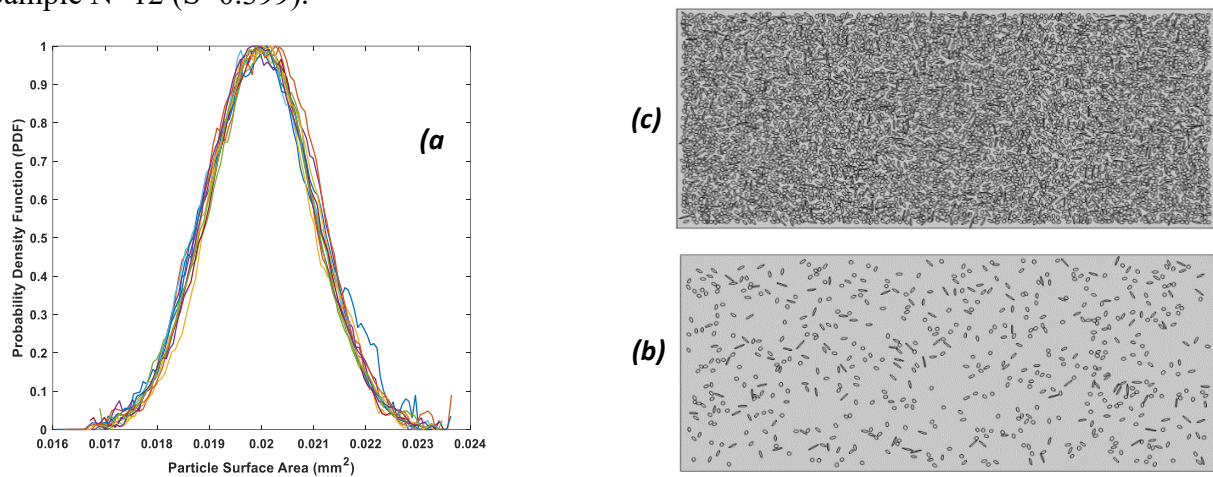 sample N=12 (S=0.399).
(a
1
0.9
0.8
0.7
0.6
0.5
0.4
0.3
0.2
0.1
0
Probability Density Function (PDF)
0.016 0.017 0.018 0.019 0.02 0.021 0.022 0.023 0.024
Particle Surface Area (mm²)
(c)
(b)